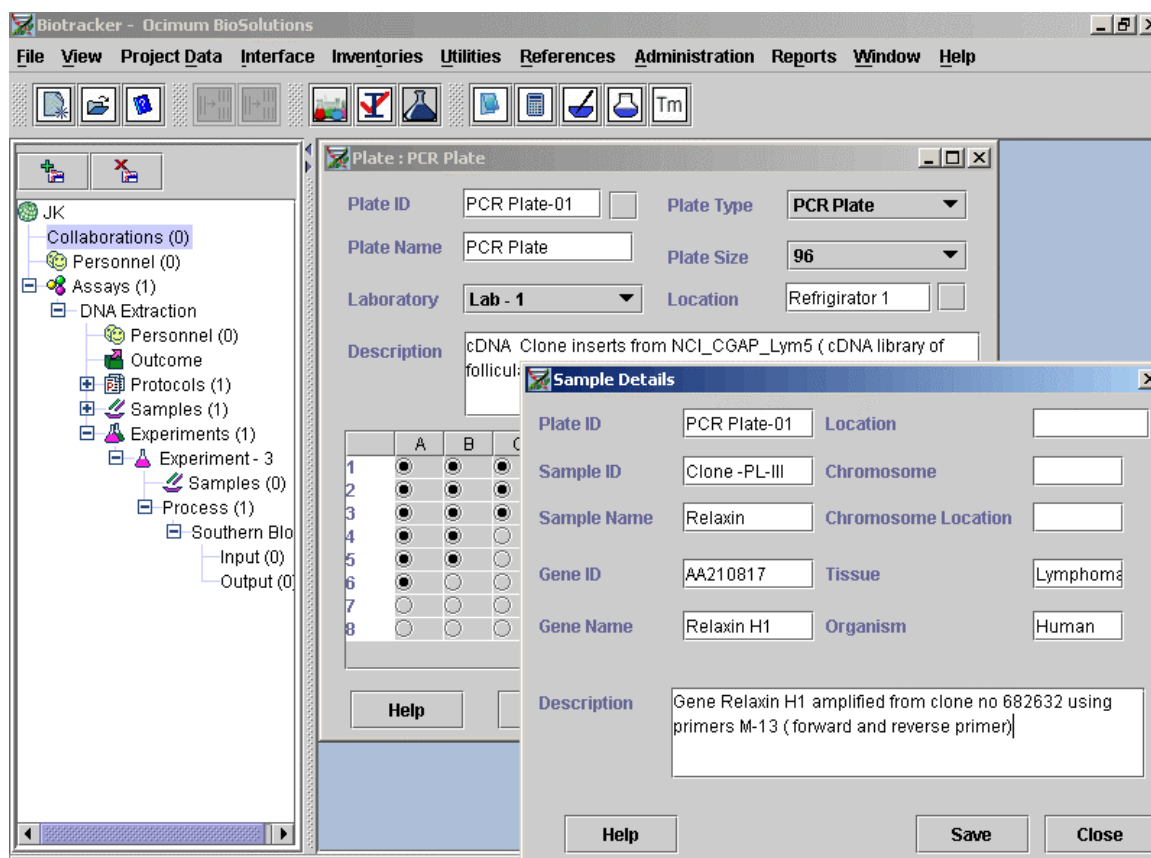 Biotracker - Ocimum BioSolutions
File View Project Data Interface Inventories Utilities References Administration Reports Window Help
Tm
JK
Collaborations (0)
Personnel (0)
Assays (1)
DNA Extraction
Personnel (0)
Outcome
Protocols (1)
Samples (1)
Experiments (1)
Experiment - 3
Samples (0)
Process (1)
Southern Blo
Input (0)
Output (0)
Plate : PCR Plate
Plate ID PCR Plate-01 Plate Type PCR Plate
Plate Name PCR Plate Plate Size 96
Laboratory Lab - 1 Location Refrigirator 1
Description cDNA Clone inserts from NCI_CGAP_Lym5 ( cDNA library of
follicul
A B C
1
2
3
4
5
6
7
8
Help
Sample Details
Plate ID PCR Plate-01 Location
Sample ID Clone -PL-III Chromosome
Sample Name Relaxin Chromosome Location
Gene ID AA210817 Tissue Lymphoma
Gene Name Relaxin H1 Organism Human
Description Gene Relaxin H1 amplified from clone no 682632 using
primers M-13 ( forward and reverse primer)
Help Save Close